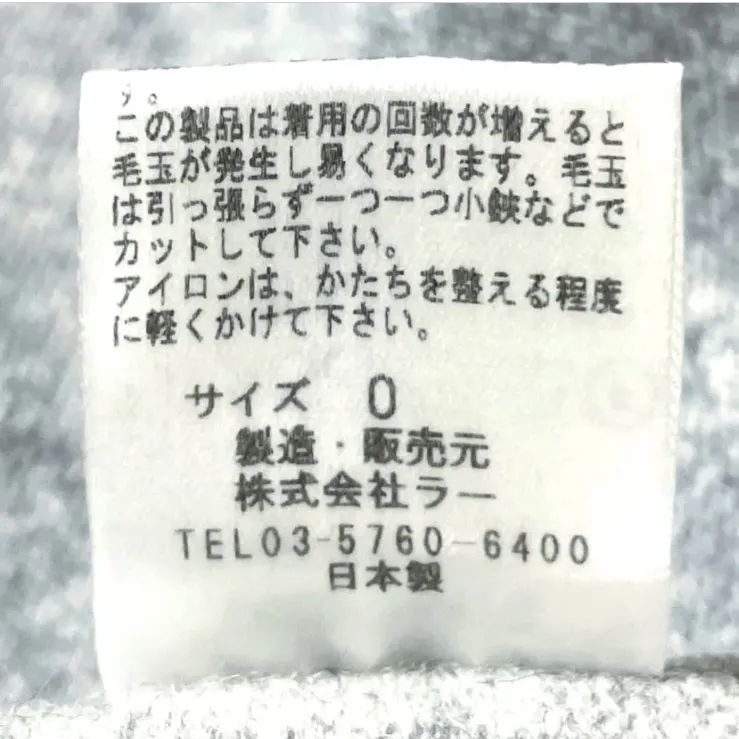 す。
この製品は着用の回数が増えると
毛玉が発生し易くなります。毛玉
は引っ張らず一つ一つ小鋏などで
カットして下さい。
アイロンは、かたちを整える程度
に軽くかけて下さい。
サイズ 0
製造・販売元
株式会社ラー
TEL03-5760-6400
日本製